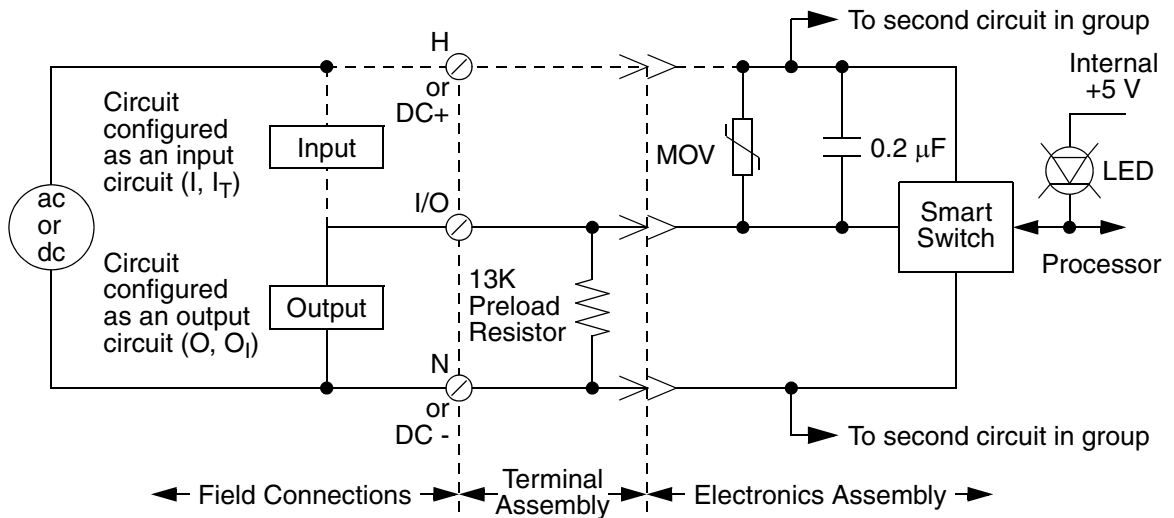 To second circuit in group
H
or
DC+
Internal
+5 V
Circuit
configured
as an input
circuit (I, I_T)
Input
MOV
0.2 μF
LED
ac
or
dc
I/O
Smart
Switch
Processor
Circuit
configured
as an output
circuit (O, O_I)
Output
13K
Preload
Resistor
N
or
DC -
To second circuit in group
Field Connections
Terminal
Assembly
Electronics Assembly